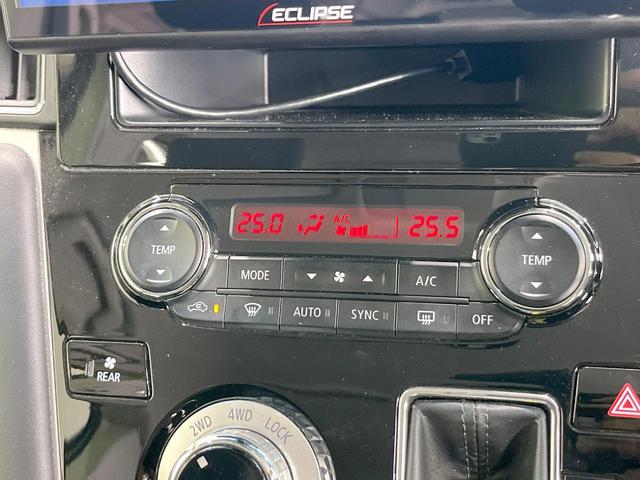 ECLIPSE
25.0 A/C 25.5
TEMP
TEMP
MODE A/C
AUTO SYNC OFF
REAR
2WD 4WD LOCK